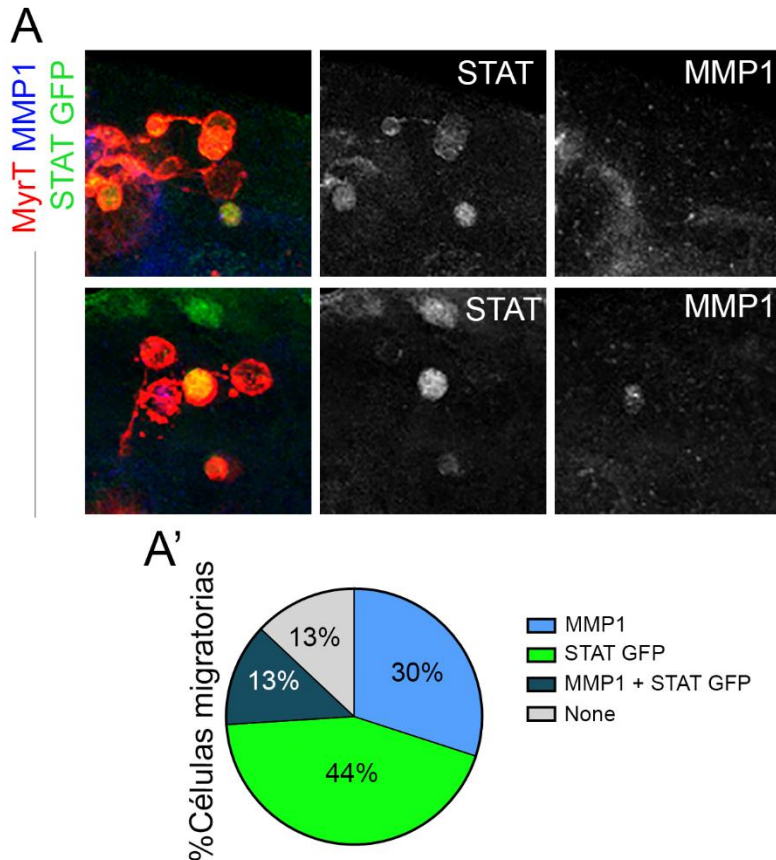 A
MyrT MMP1
STAT GFP
STAT
MMP1
STAT
MMP1
A'
%Células migratorias
13%
30%
13%
44%
MMP1
STAT GFP
MMP1 + STAT GFP
None